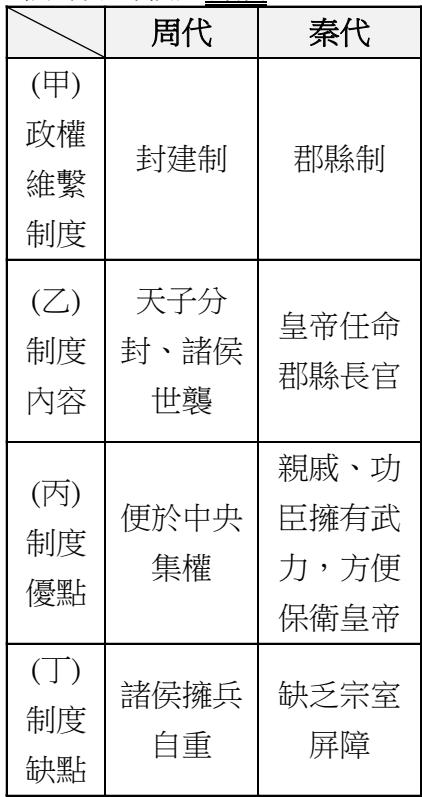 周代 秦代
(甲)
政權
維繫
制度
封建制
郡縣制
(乙)
制度
內容
天子分
封、諸侯
世襲
皇帝任命
郡縣長官
(丙)
制度
優點
便於中央
集權
親戚、功
臣擁有武
力，方便
保衛皇帝
(丁)
制度
缺點
諸侯擁兵
自重
缺乏宗室
屏障